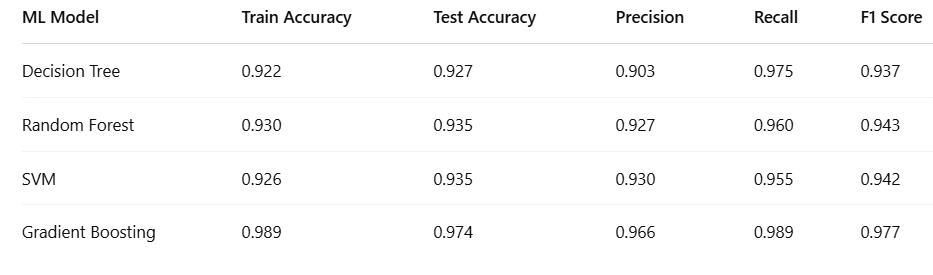 ML Model Train Accuracy Test Accuracy Precision Recall F1 Score
Decision Tree 0.922 0.927 0.903 0.975 0.937
Random Forest 0.930 0.935 0.927 0.960 0.943
SVM 0.926 0.935 0.930 0.955 0.942
Gradient Boosting 0.989 0.974 0.966 0.989 0.977